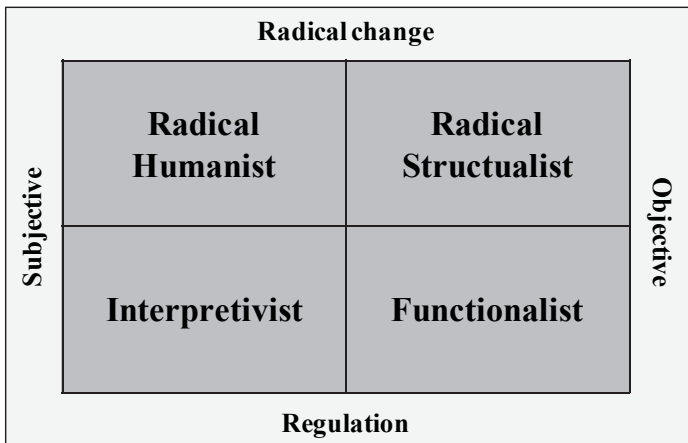 Radical change
Subjective
Radical
Humanist
Radical
Structualist
Objective
Interpretivist
Functionalist
Regulation